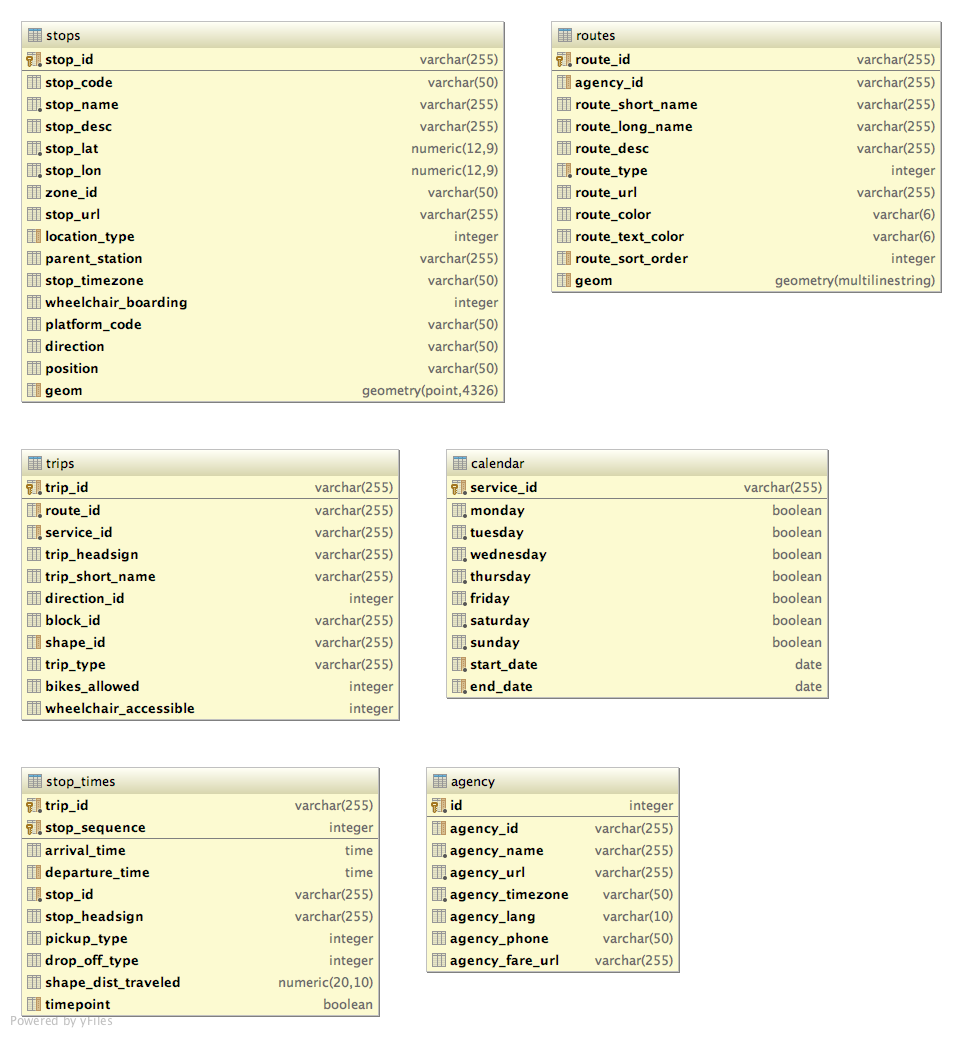 stops
stop_id varchar(255)
stop_code varchar(50)
stop_name varchar(255)
stop_desc varchar(255)
stop_lat numeric(12,9)
stop_lon numeric(12,9)
zone_id varchar(50)
stop_url varchar(255)
location_type integer
parent_station varchar(255)
stop_timezone varchar(50)
wheelchair_boarding integer
platform_code varchar(50)
direction varchar(50)
position varchar(50)
geom geometry(point,4326)
routes
route_id varchar(255)
agency_id varchar(255)
route_short_name varchar(255)
route_long_name varchar(255)
route_desc varchar(255)
route_type integer
route_url varchar(255)
route_color varchar(6)
route_text_color varchar(6)
route_sort_order integer
geom geometry(multilinestring)
trips
trip_id varchar(255)
route_id varchar(255)
service_id varchar(255)
trip_headsign varchar(255)
trip_short_name varchar(255)
direction_id integer
block_id varchar(255)
shape_id varchar(255)
trip_type varchar(255)
bikes_allowed integer
wheelchair_accessible integer
calendar
service_id varchar(255)
monday boolean
tuesday boolean
wednesday boolean
thursday boolean
friday boolean
saturday boolean
sunday boolean
start_date date
end_date date
stop_times
trip_id varchar(255)
stop_sequence integer
arrival_time time
departure_time time
stop_id varchar(255)
stop_headsign varchar(255)
pickup_type integer
drop_off_type integer
shape_dist_traveled numeric(20,10)
timepoint boolean
agency
id integer
agency_id varchar(255)
agency_name varchar(255)
agency_url varchar(255)
agency_timezone varchar(50)
agency_lang varchar(10)
agency_phone varchar(50)
agency_fare_url varchar(255)
Powered by yFiles